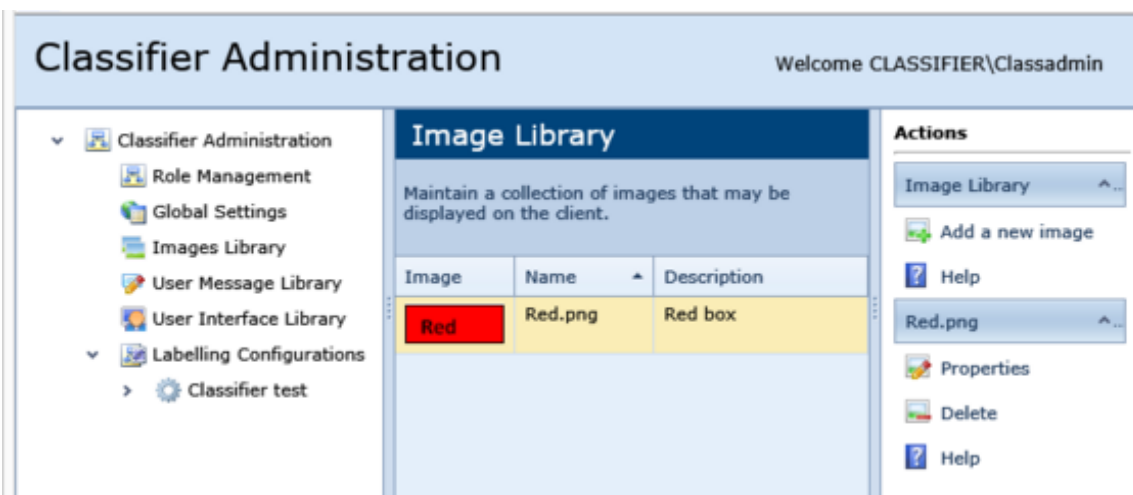 Classifier Administration
Welcome CLASSIFIER\Classadmin
Classifier Administration
Role Management
Global Settings
Images Library
User Message Library
User Interface Library
Labelling Configurations
Classifier test
Image Library
Maintain a collection of images that may be
displayed on the client.
Image Name Description
Red Red.png Red box
Actions
Image Library
Add a new image
Help
Red.png
Properties
Delete
Help